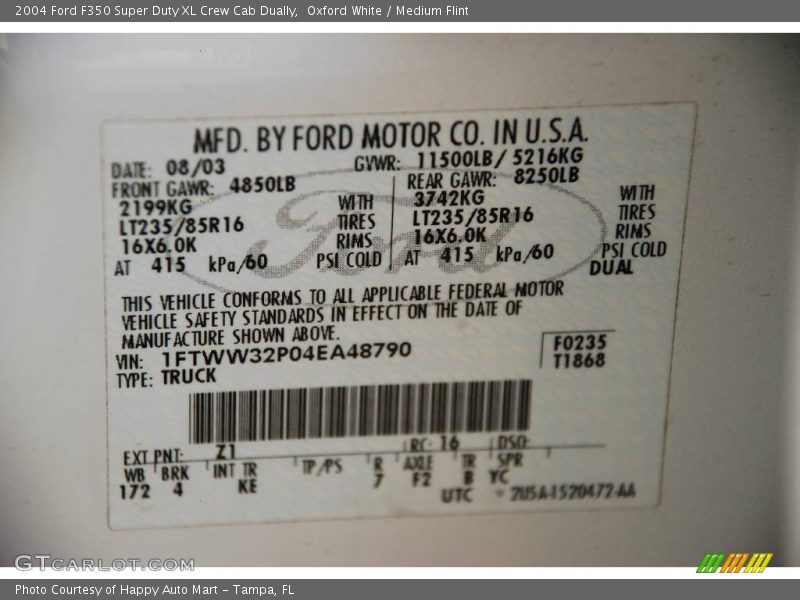 2004 Ford F350 Super Duty XL Crew Cab Dually, Oxford White / Medium Flint
MFD. BY FORD MOTOR CO. IN U.S.A.
DATE: 08/03 GVWR: 11500LB/ 5216KG
FRONT GAWR: 4850LB REAR GAWR: 8250LB
2199KG WITH 3742KG WITH
LT235/85R16 TIRES LT235/85R16 TIRES
16X6.0K RIMS 16X6.0K RIMS
AT 415 kPa/60 PSI COLD AT 415 kPa/60 PSI COLD
DUAL
Ford
THIS VEHICLE CONFORMS TO ALL APPLICABLE FEDERAL MOTOR
VEHICLE SAFETY STANDARDS IN EFFECT ON THE DATE OF
MANUFACTURE SHOWN ABOVE.
VIN: 1FTWW32P04EA48790 F0235
TYPE: TRUCK T1868
EXT PNT: Z1 RC: 16 DSO:
WB BRK INT TR TP/PS R AXLE TR SPR
172 4 KE 7 F2 B YC
UTC 2U5A-1520472-AA
GTCarLot.com
Photo Courtesy of Happy Auto Mart - Tampa, FL